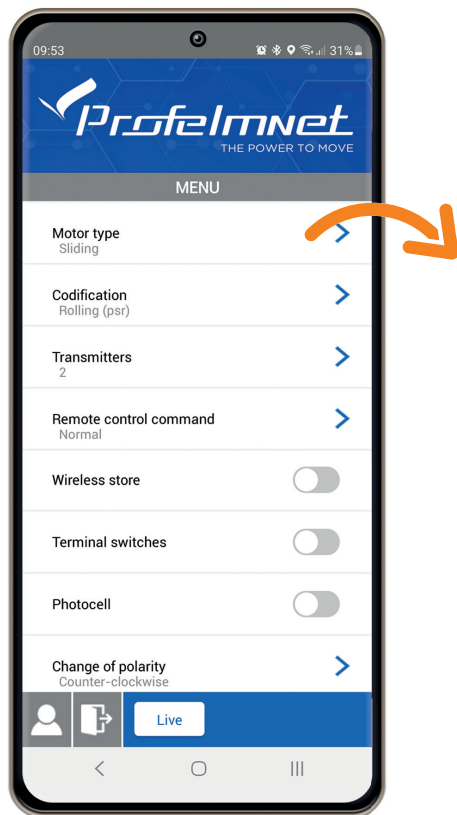 09:53 31%
Profelmnet
THE POWER TO MOVE
MENU
Motor type
Sliding
Codification
Rolling (psr)
Transmitters
2
Remote control command
Normal
Wireless store
Terminal switches
Photocell
Change of polarity
Counter-clockwise
Live